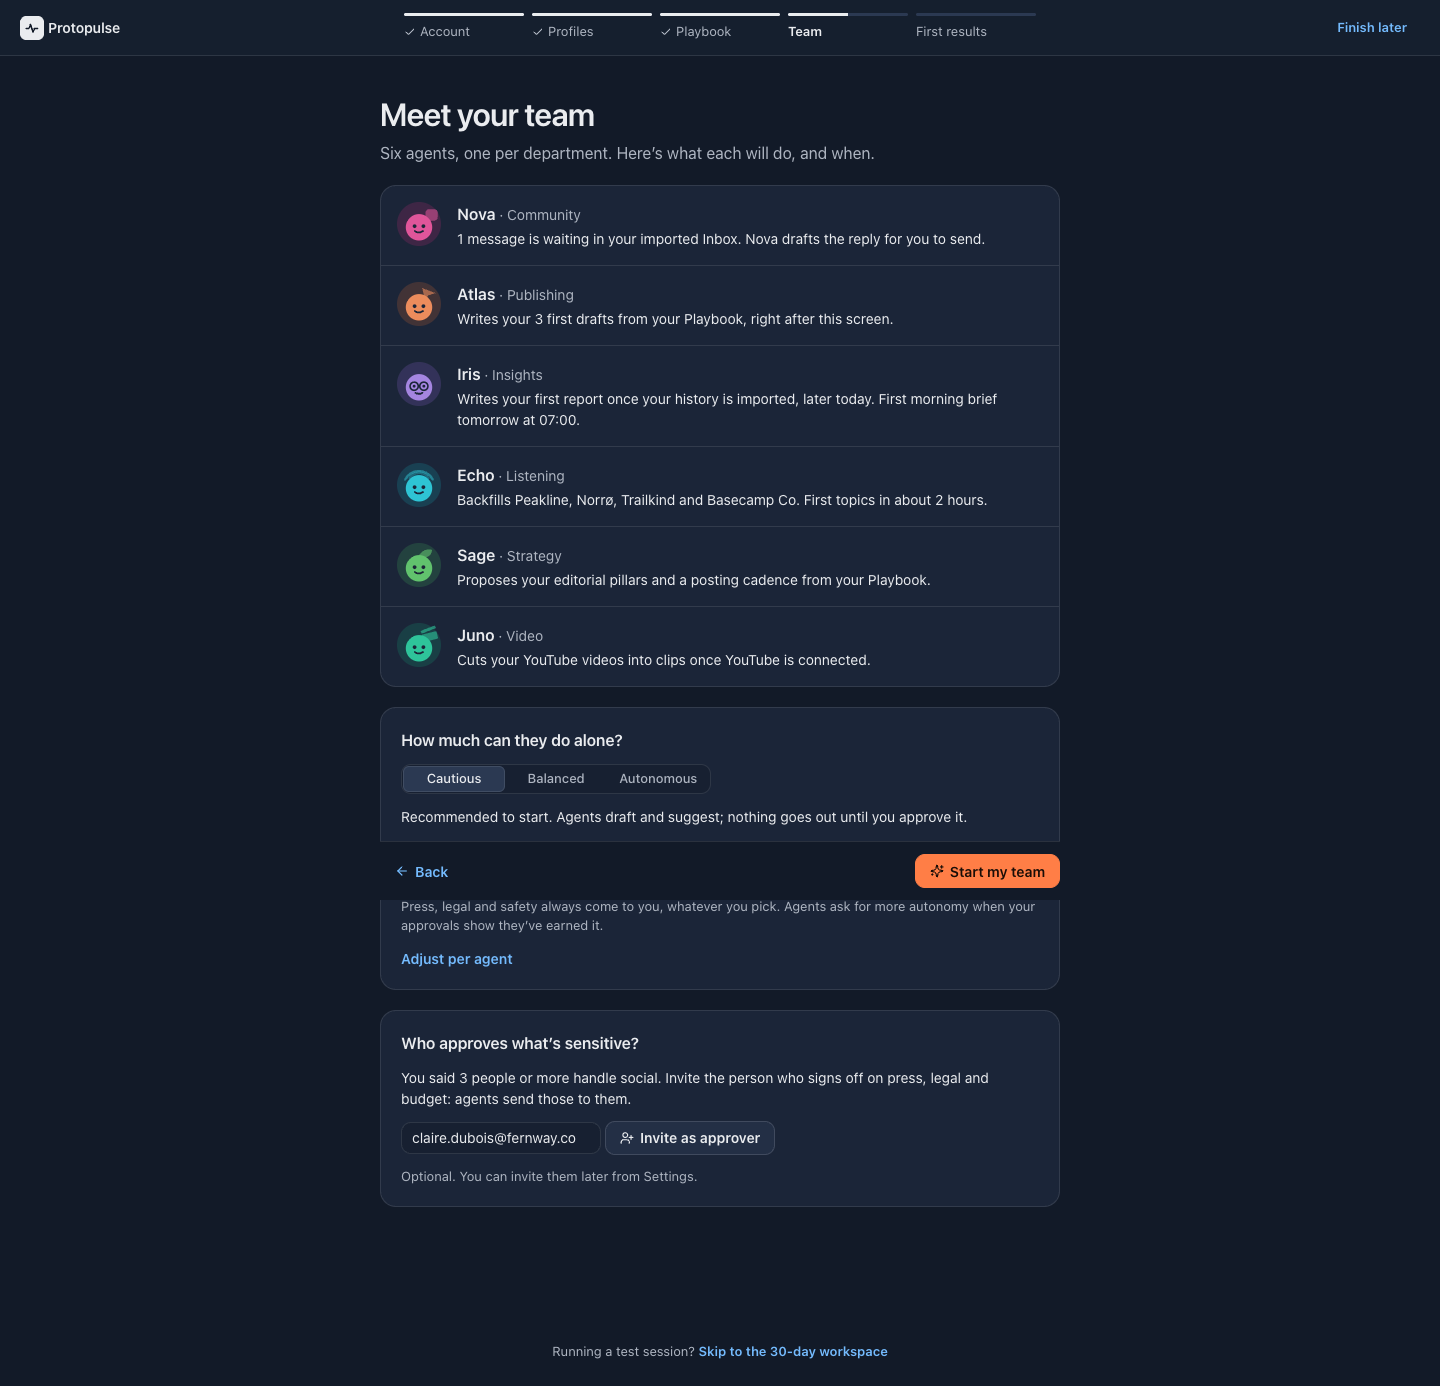 Protopulse
Account
Profiles
Playbook
Team
First results
Finish later
Meet your team
Six agents, one per department. Here’s what each will do, and when.
Nova · Community
1 message is waiting in your imported Inbox. Nova drafts the reply for you to send.
Atlas · Publishing
Writes your 3 first drafts from your Playbook, right after this screen.
Iris · Insights
Writes your first report once your history is imported, later today. First morning brief
tomorrow at 07:00.
Echo · Listening
Backfills Peakline, Norrø, Trailkind and Basecamp Co. First topics in about 2 hours.
Sage · Strategy
Proposes your editorial pillars and a posting cadence from your Playbook.
Juno · Video
Cuts your YouTube videos into clips once YouTube is connected.
How much can they do alone?
Cautious
Balanced
Autonomous
Recommended to start. Agents draft and suggest; nothing goes out until you approve it.
Back
Start my team
Press, legal and safety always come to you, whatever you pick. Agents ask for more autonomy when your
approvals show they’ve earned it.
Adjust per agent
Who approves what’s sensitive?
You said 3 people or more handle social. Invite the person who signs off on press, legal and
budget: agents send those to them.
claire.dubois@fernway.co
Invite as approver
Optional. You can invite them later from Settings.
Running a test session? Skip to the 30-day workspace